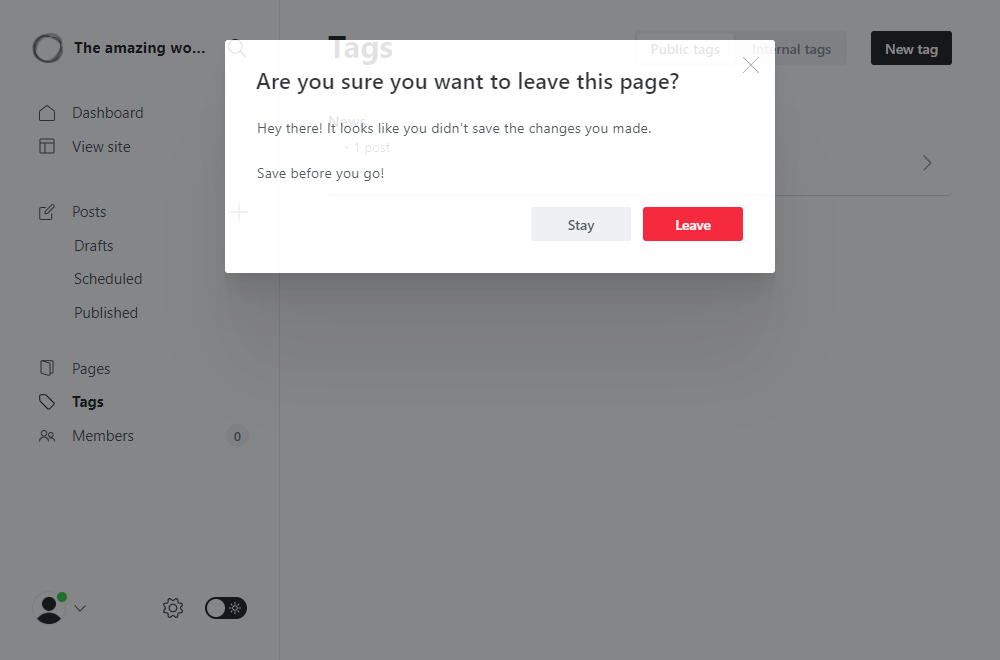 The amazing wo...
Tags
Public tags
Internal tags
New tag
Are you sure you want to leave this page?
Dashboard
News
Hey there! It looks like you didn't save the changes you made.
View site
• 1 post
Save before you go!
Posts
Stay
Leave
Drafts
Scheduled
Published
Pages
Tags
Members
0